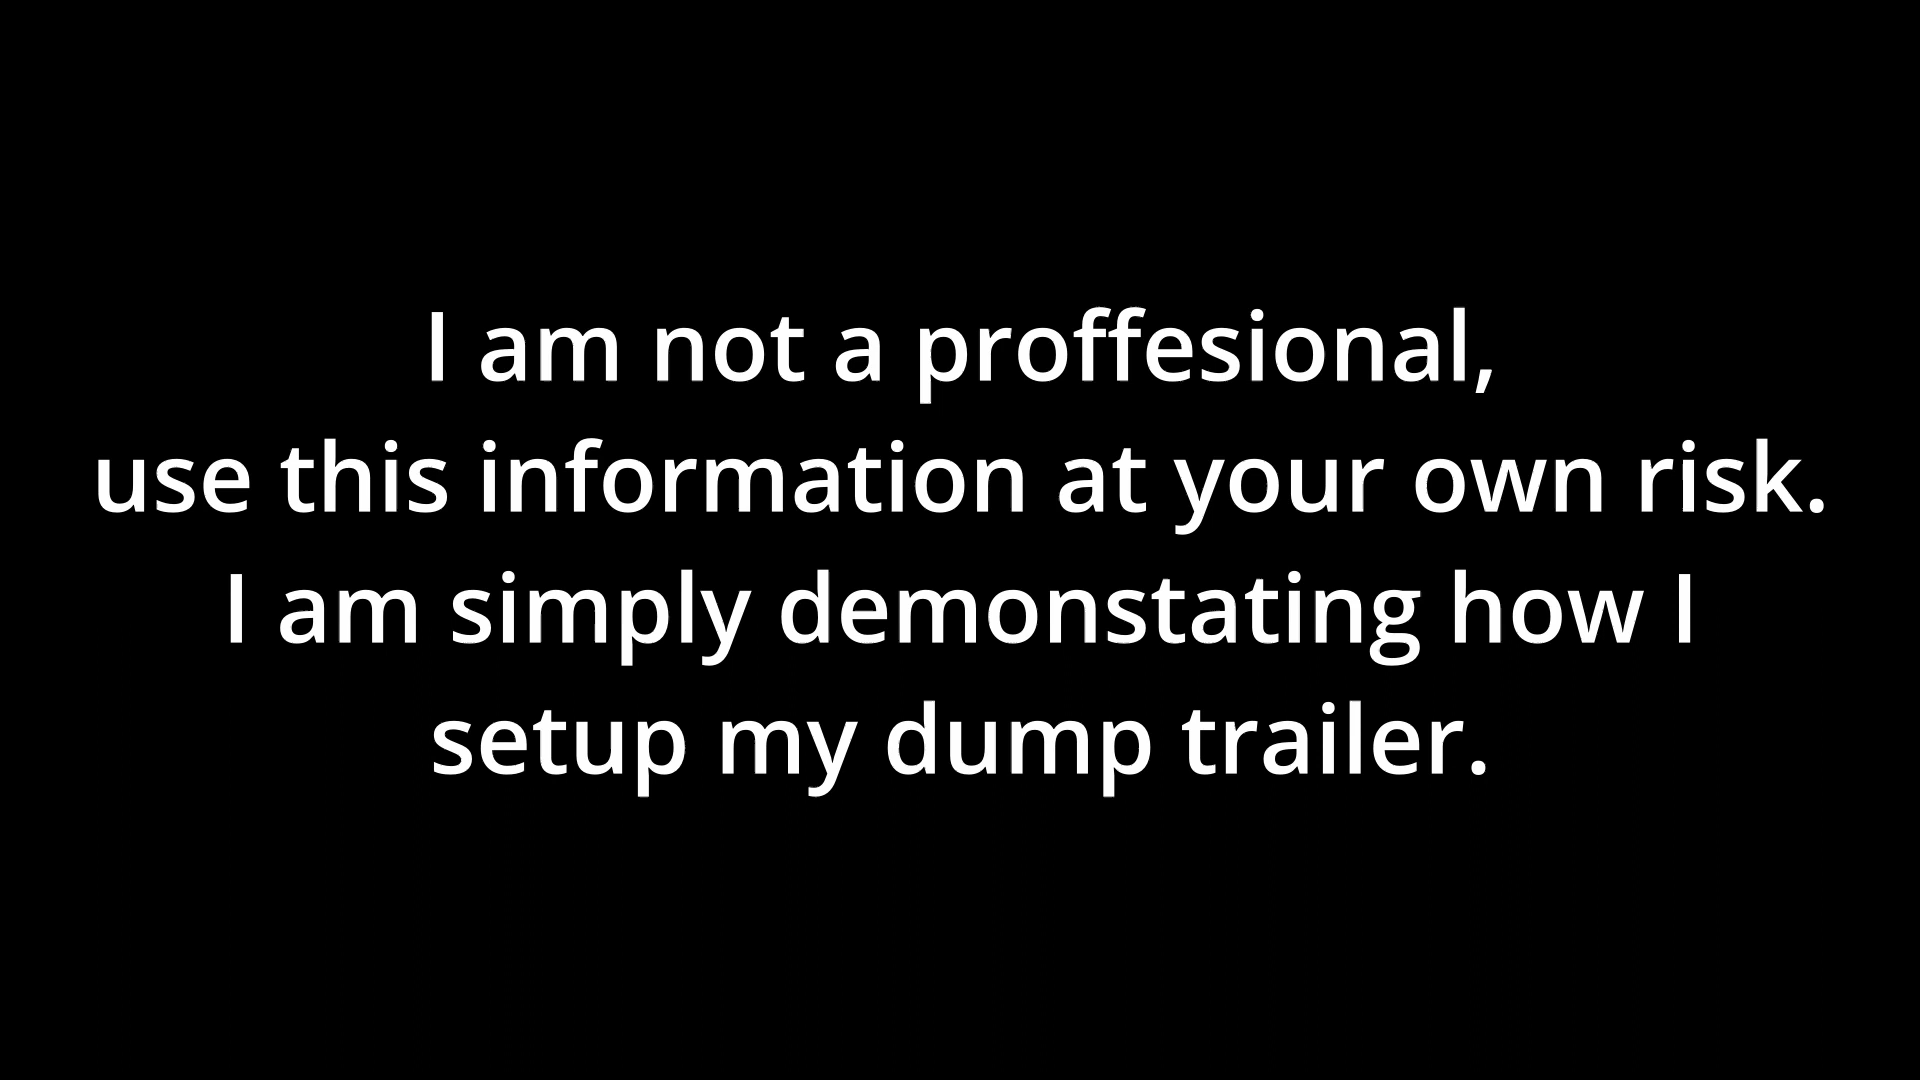 I am not a proffesional,
use this information at your own risk.
I am simply demonstating how I
setup my dump trailer.